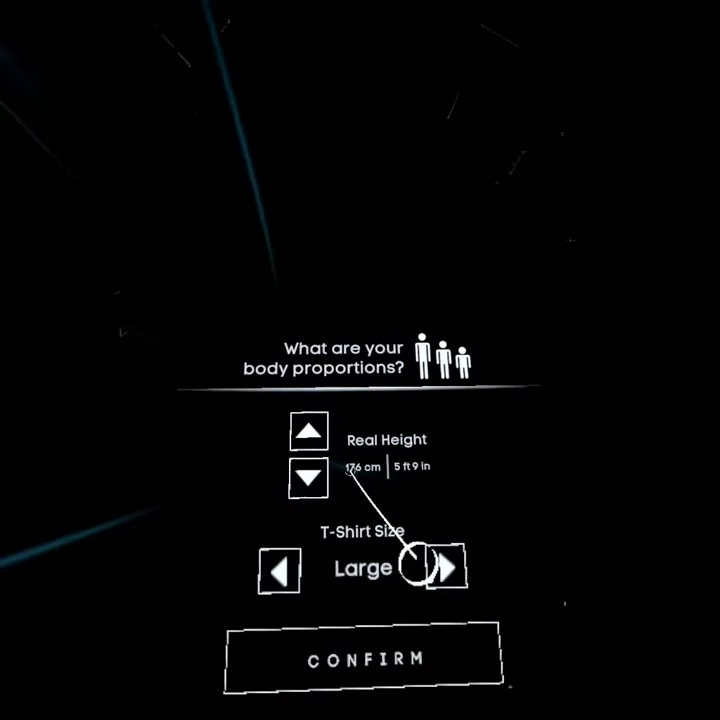 What are your
body proportions?
Real Height
176 cm | 5 ft 9 in
T-Shirt Size
Large
CONFIRM